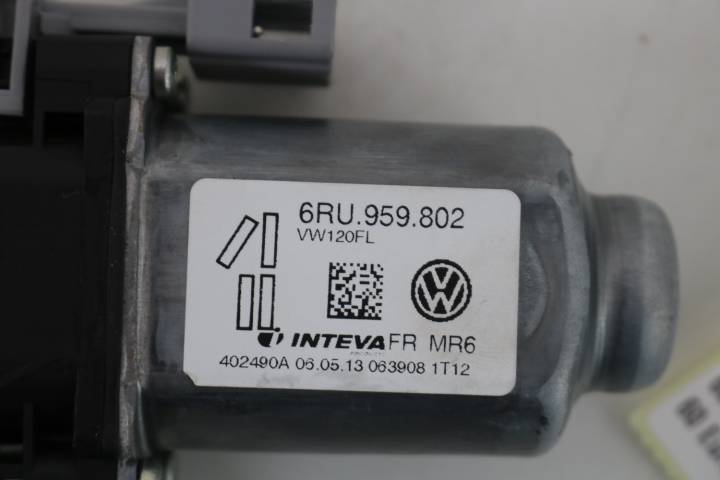 6RU.959.802
VW120FL
INTEVA FR MR6
402490A 06.05.13 063908 1T12